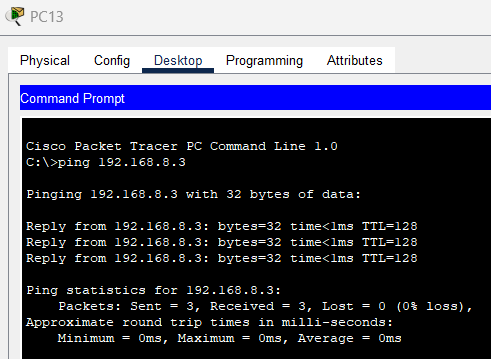 PC13
Physical Config Desktop Programming Attributes
Command Prompt
Cisco Packet Tracer PC Command Line 1.0
C:\>ping 192.168.8.3
Pinging 192.168.8.3 with 32 bytes of data:
Reply from 192.168.8.3: bytes=32 time<1ms TTL=128
Reply from 192.168.8.3: bytes=32 time<1ms TTL=128
Reply from 192.168.8.3: bytes=32 time<1ms TTL=128
Ping statistics for 192.168.8.3:
Packets: Sent = 3, Received = 3, Lost = 0 (0% loss),
Approximate round trip times in milli-seconds:
Minimum = 0ms, Maximum = 0ms, Average = 0ms